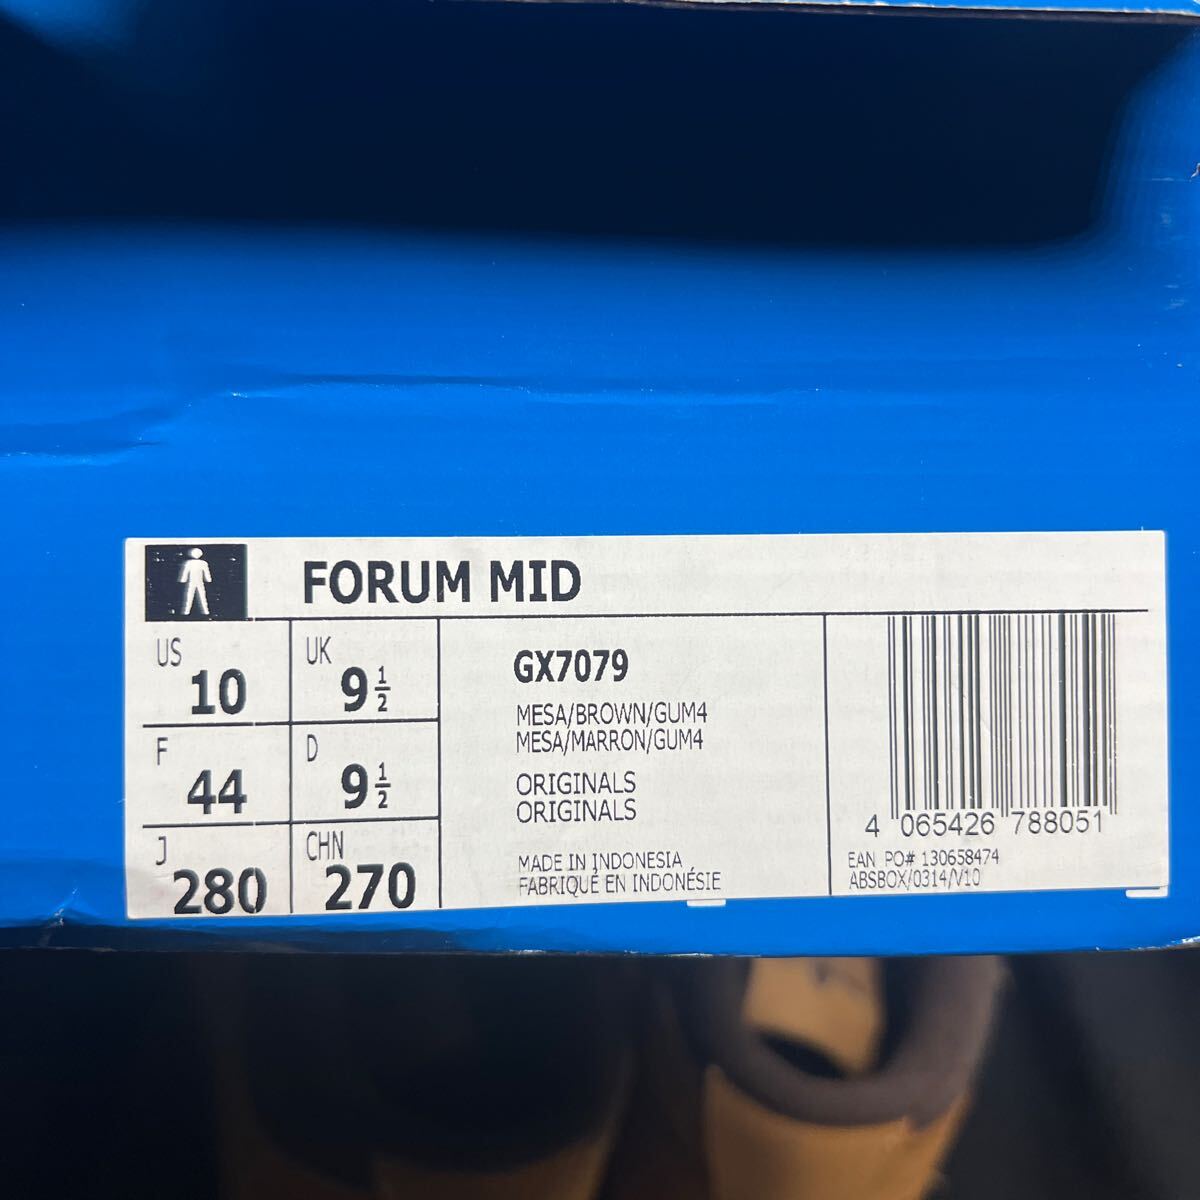 FORUM MID
US 10
UK 9 1/2
F 44
D 9 1/2
J 280
CHN 270
GX7079
MESA/BROWN/GUM4
MESA/MARRON/GUM4
ORIGINALS
ORIGINALS
MADE IN INDONESIA
FABRIQUÉ EN INDONÉSIE
4 065426 788051
EAN PO# 130658474
ABSBOX/0314/V10